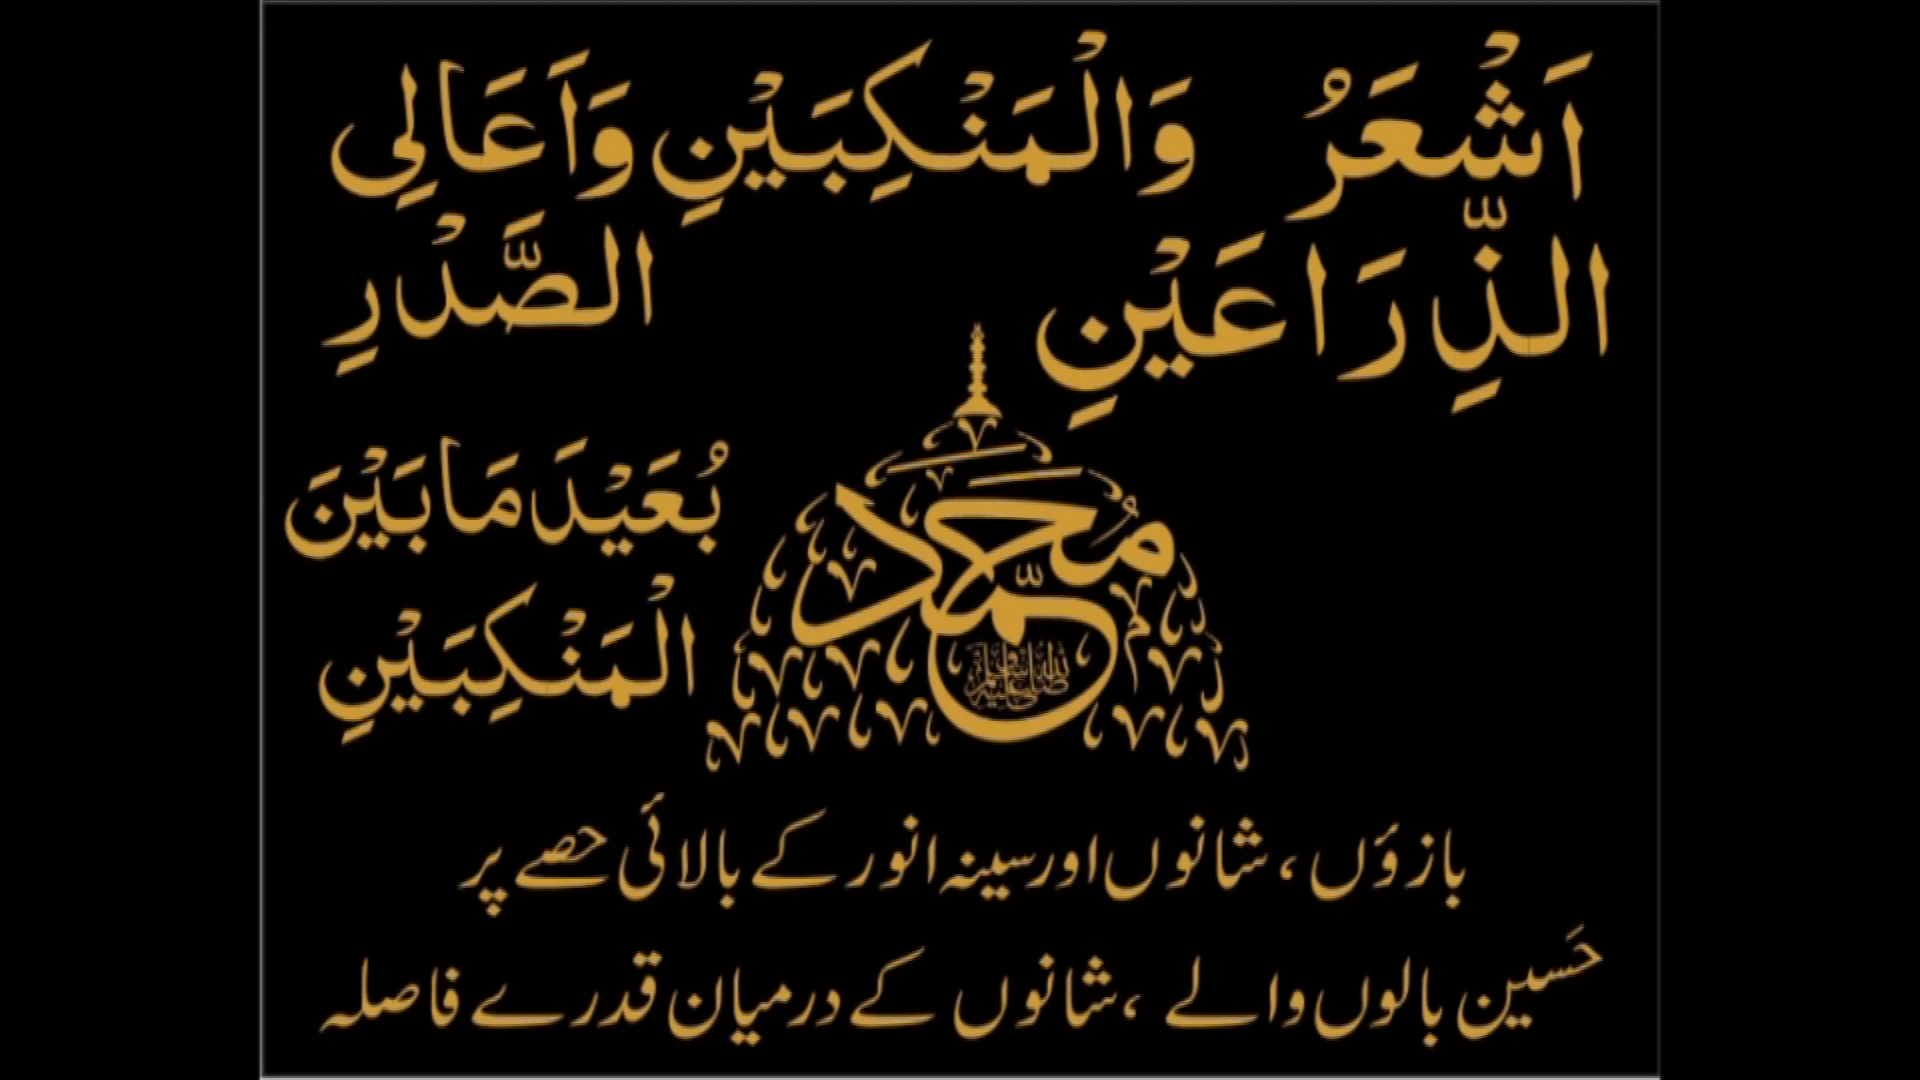 اَشْعَرُ
الذِّرَاعَيْنِ
وَالْمَنْكِبَيْنِ وَاَعَالِی
الصَّدْرِ
مُحَمَّد
صلی اللہ علیہ وسلم
بُعَيْدَ مَا بَيْنَ
الْمَنْكِبَيْنِ
بازؤں، شانوں اور سینہ انور کے بالائی حصے پر
حَسین بالوں والے، شانوں کے درمیان قدرے فاصلہ